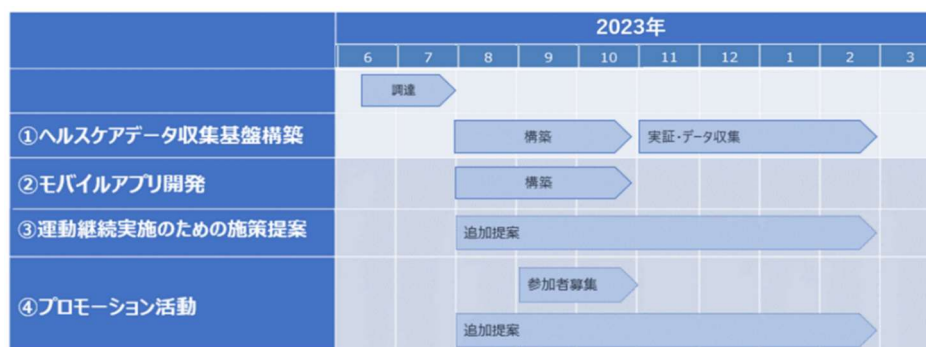 2023年
6 7 8 9 10 11 12 1 2 3
調達
①ヘルスケアデータ収集基盤構築
構築
実証・データ収集
②モバイルアプリ開発
構築
③運動継続実施のための施策提案
追加提案
④プロモーション活動
参加者募集
追加提案